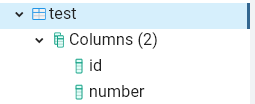 test
Columns (2)
id
number